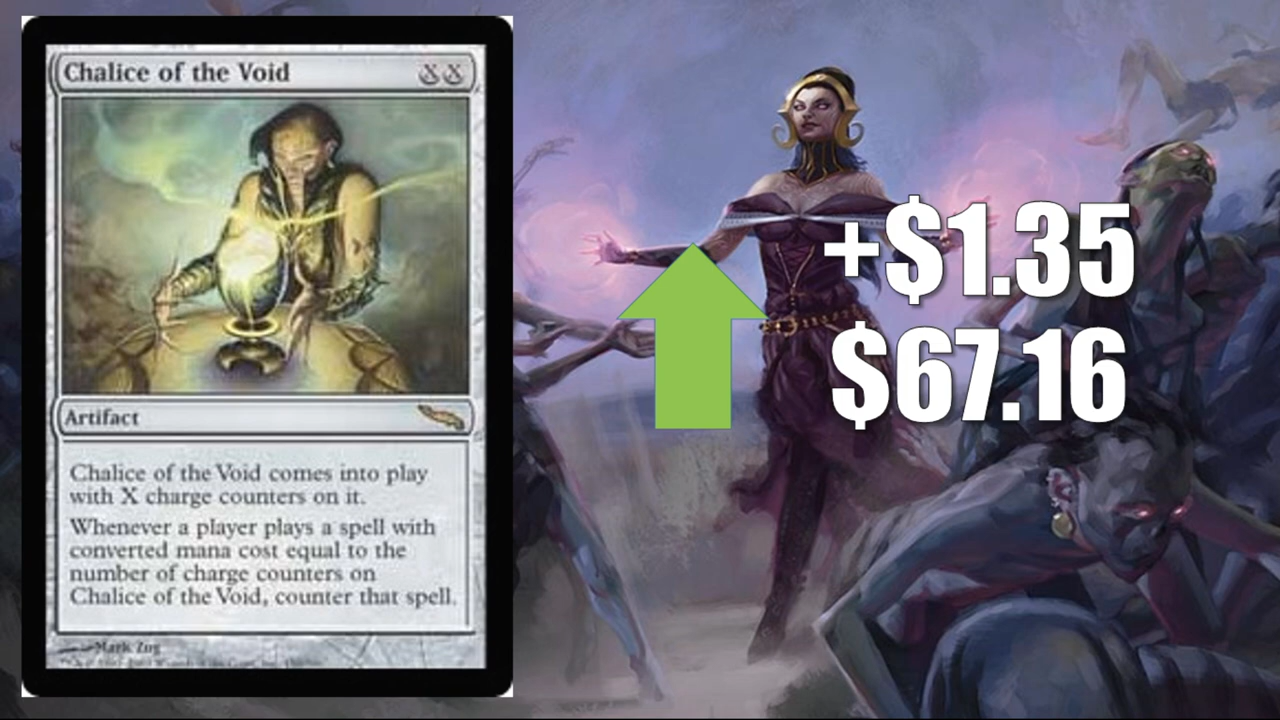 Chalice of the Void XX
Artifact
Chalice of the Void comes into play
with X charge counters on it.
Whenever a player plays a spell with
converted mana cost equal to the
number of charge counters on
Chalice of the Void, counter that spell.
Mark Zug
+$1.35
$67.16